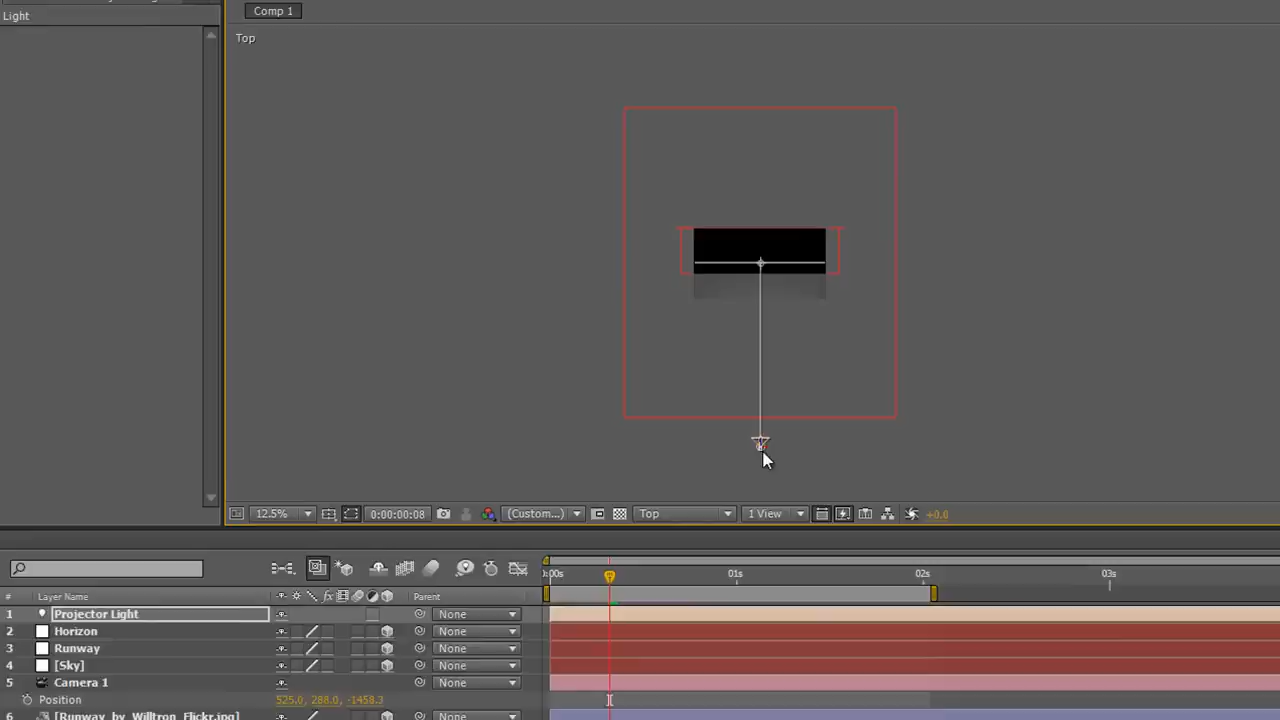 Light
Comp 1
Top
12.5%
0:00:00:08
(Custom...)
Top
1 View
+0.0
0:00s
01s
02s
03s
#
Layer Name
Parent
1
Projector Light
None
2
Horizon
None
3
Runway
None
4
[Sky]
None
5
Camera 1
None
Position
525.0, 288.0, -1458.3
6
[Runway_by_Willtron_Flickr.jpg]
None